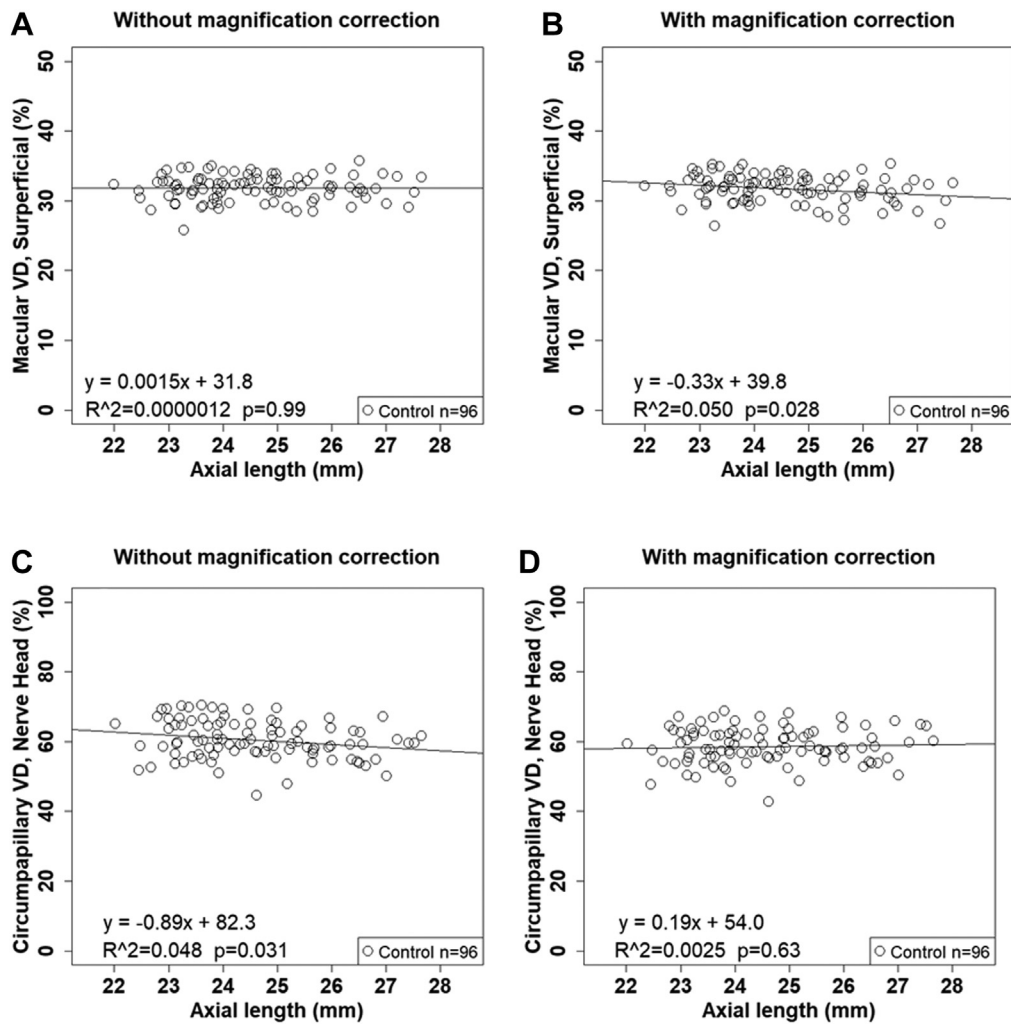 A
Without magnification correction
Macular VD, Surperficial (%)
50
40
30
20
10
0
y = 0.0015x + 31.8
R^2=0.0000012 p=0.99
Control n=96
22 23 24 25 26 27 28
Axial length (mm)
B
With magnification correction
Macular VD, Surperficial (%)
50
40
30
20
10
0
y = -0.33x + 39.8
R^2=0.050 p=0.028
Control n=96
22 23 24 25 26 27 28
Axial length (mm)
C
Without magnification correction
Circumpapillary VD, Nerve Head (%)
100
80
60
40
20
0
y = -0.89x + 82.3
R^2=0.048 p=0.031
Control n=96
22 23 24 25 26 27 28
Axial length (mm)
D
With magnification correction
Circumpapillary VD, Nerve Head (%)
100
80
60
40
20
0
y = 0.19x + 54.0
R^2=0.0025 p=0.63
Control n=96
22 23 24 25 26 27 28
Axial length (mm)